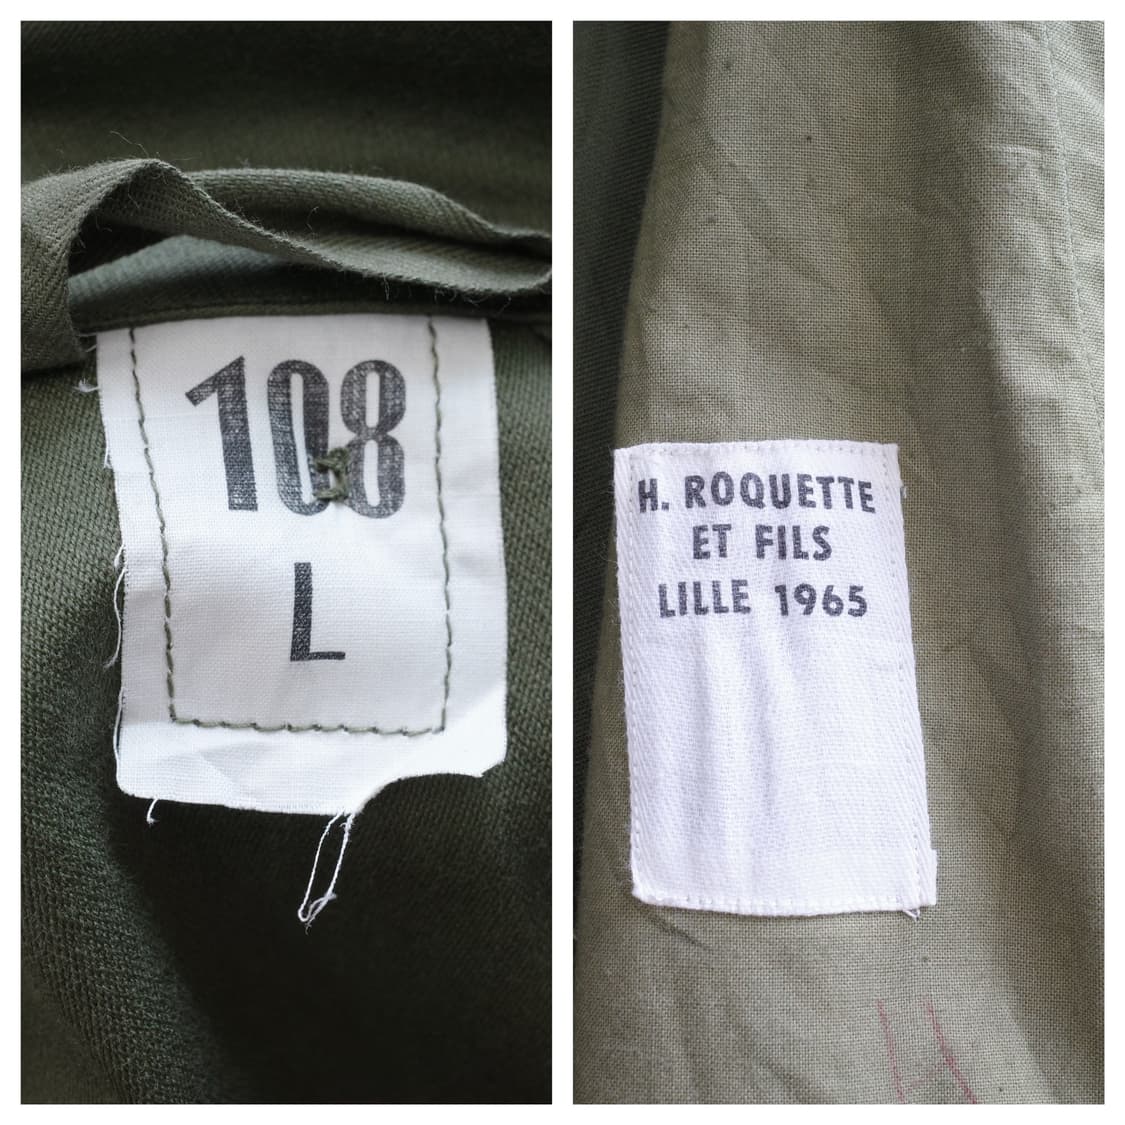 108
L
H. ROQUETTE
ET FILS
LILLE 1965